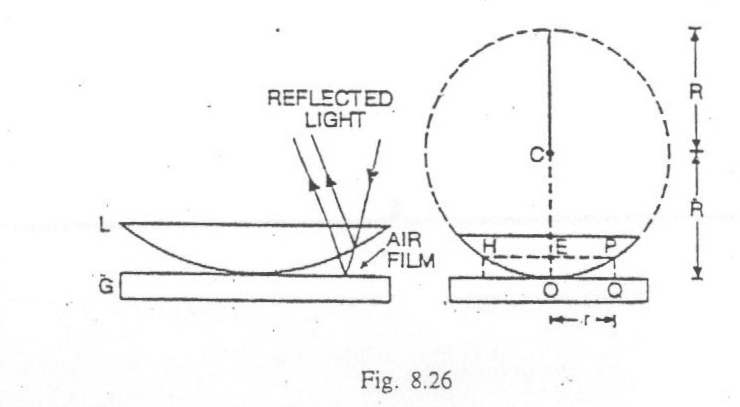 REFLECTED
LIGHT
L
AIR
FILM
G
C
R
R
H E P
O Q
r
Fig. 8.26